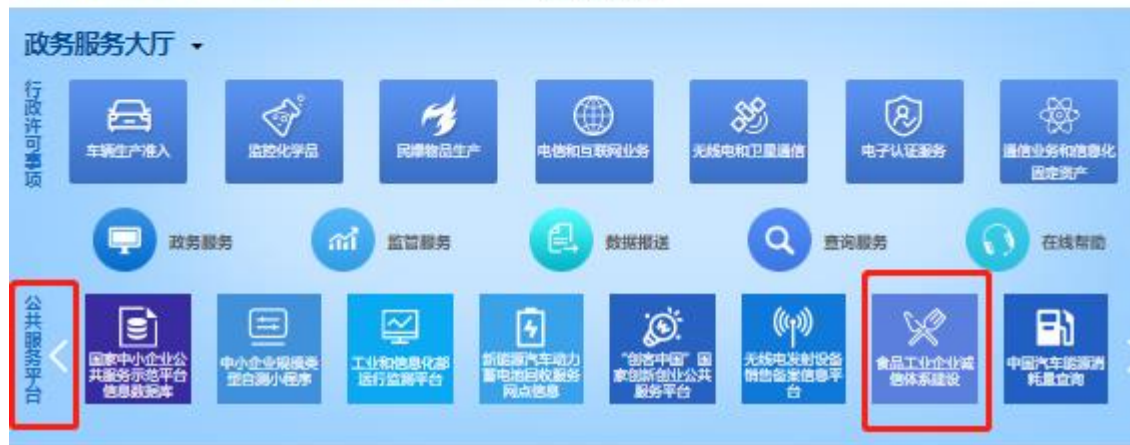 政务服务大厅
行政许可事项
车辆生产准入
监控化学品
民爆物品生产
电信和互联网业务
无线电和卫星通信
电子认证服务
通信业务和信息化
固定资产
政务服务
监管服务
数据报送
查询服务
在线帮助
公共服务平台
国家中小企业公
共服务示范平台
信息数据库
中小企业规模类
型自测小程序
工业和信息化部
运行监测平台
新能源汽车动力
蓄电池回收服务
网点信息
“创客中国”国
家创新创业公共
服务平台
无线电发射设备
销售备案信息平
台
食品工业企业诚
信体系建设
中国汽车能源消
耗量查询